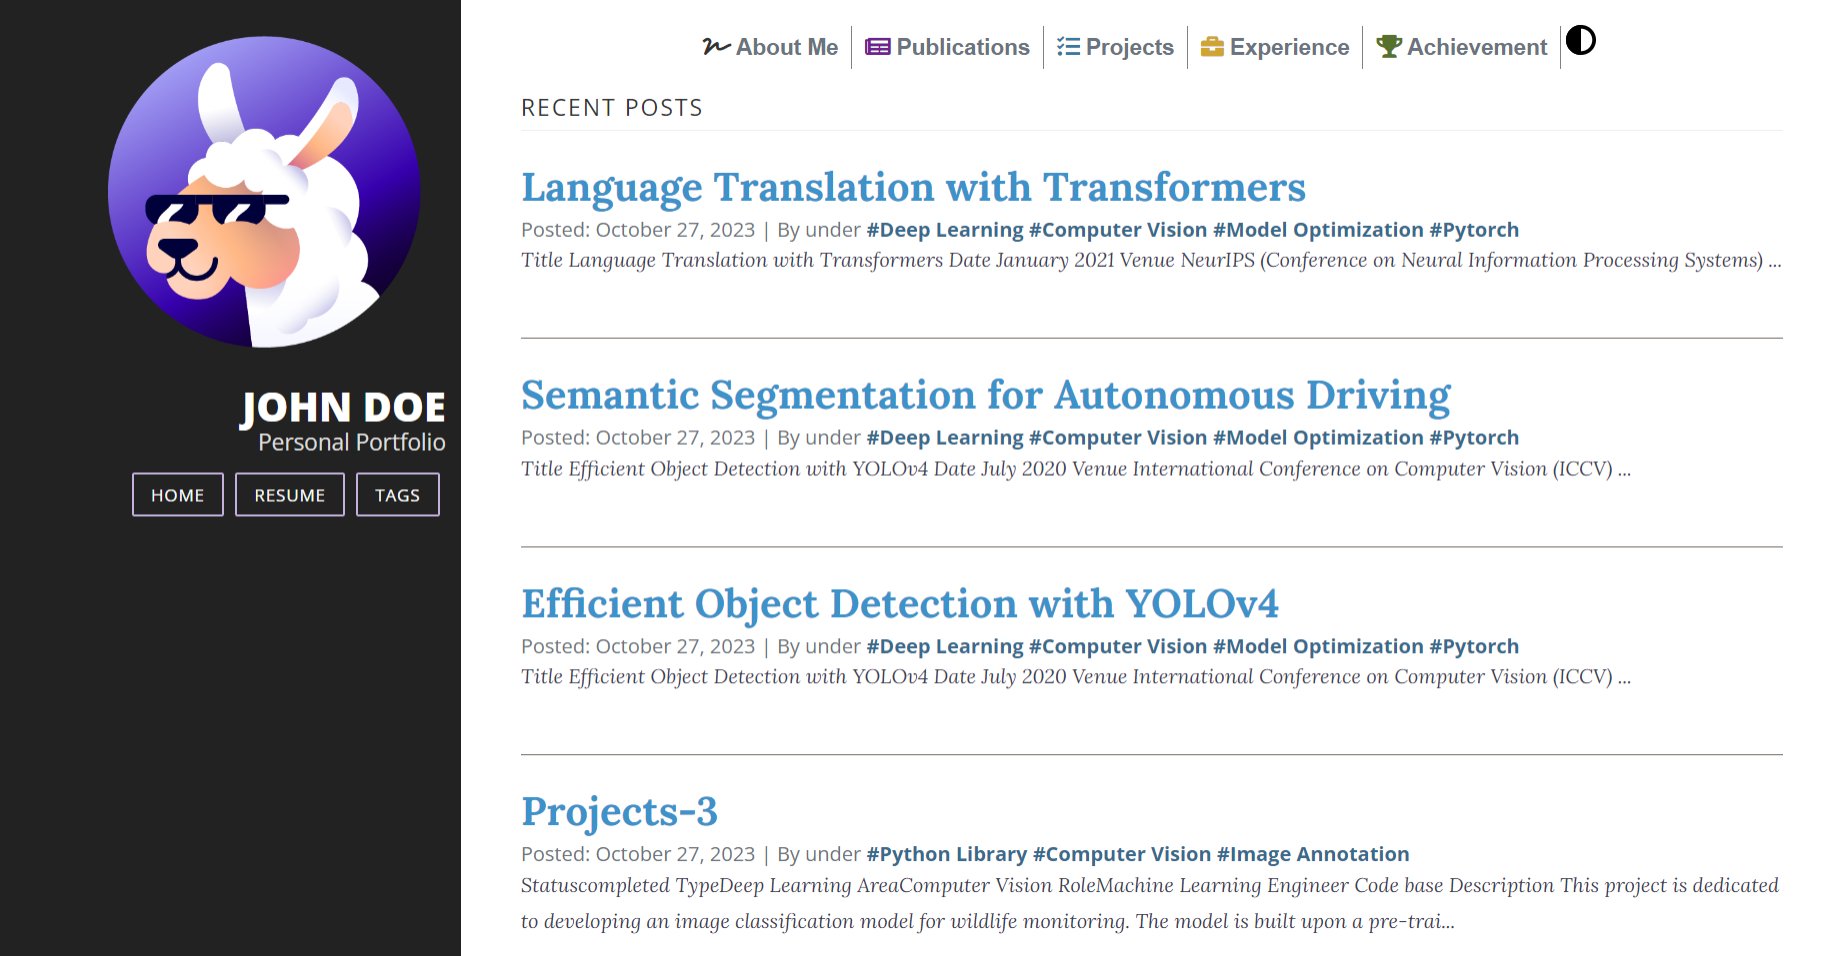 JOHN DOE
Personal Portfolio
HOME RESUME TAGS
About Me Publications Projects Experience Achievement
RECENT POSTS
Language Translation with Transformers
Posted: October 27, 2023 | By under #Deep Learning #Computer Vision #Model Optimization #Pytorch
Title Language Translation with Transformers Date January 2021 Venue NeurIPS (Conference on Neural Information Processing Systems) ...
Semantic Segmentation for Autonomous Driving
Posted: October 27, 2023 | By under #Deep Learning #Computer Vision #Model Optimization #Pytorch
Title Efficient Object Detection with YOLOv4 Date July 2020 Venue International Conference on Computer Vision (ICCV) ...
Efficient Object Detection with YOLOv4
Posted: October 27, 2023 | By under #Deep Learning #Computer Vision #Model Optimization #Pytorch
Title Efficient Object Detection with YOLOv4 Date July 2020 Venue International Conference on Computer Vision (ICCV) ...
Projects-3
Posted: October 27, 2023 | By under #Python Library #Computer Vision #Image Annotation
Statuscompleted TypeDeep Learning AreaComputer Vision RoleMachine Learning Engineer Code base Description This project is dedicated
to developing an image classification model for wildlife monitoring. The model is built upon a pre-trai...